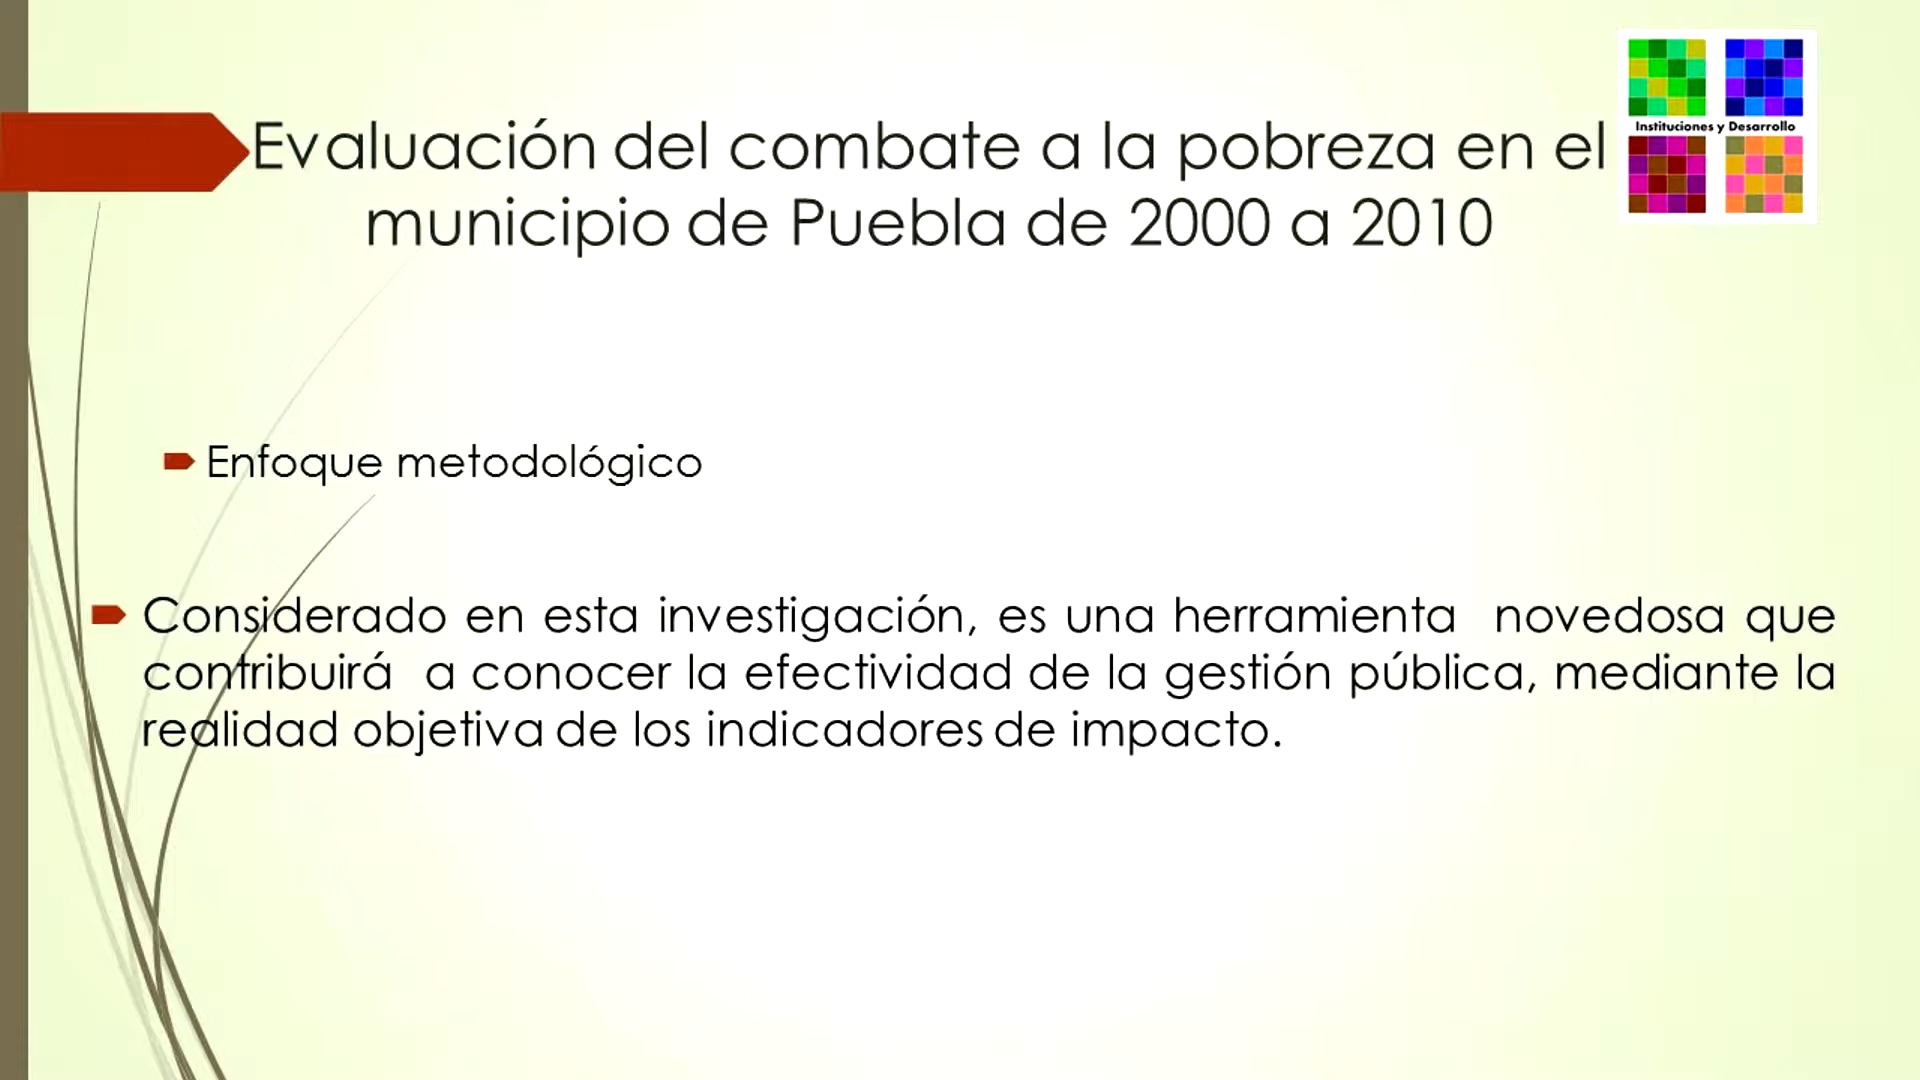 Instituciones y Desarrollo
Evaluación del combate a la pobreza en el
municipio de Puebla de 2000 a 2010
Enfoque metodológico
Considerado en esta investigación, es una herramienta novedosa que
contribuirá a conocer la efectividad de la gestión pública, mediante la
realidad objetiva de los indicadores de impacto.